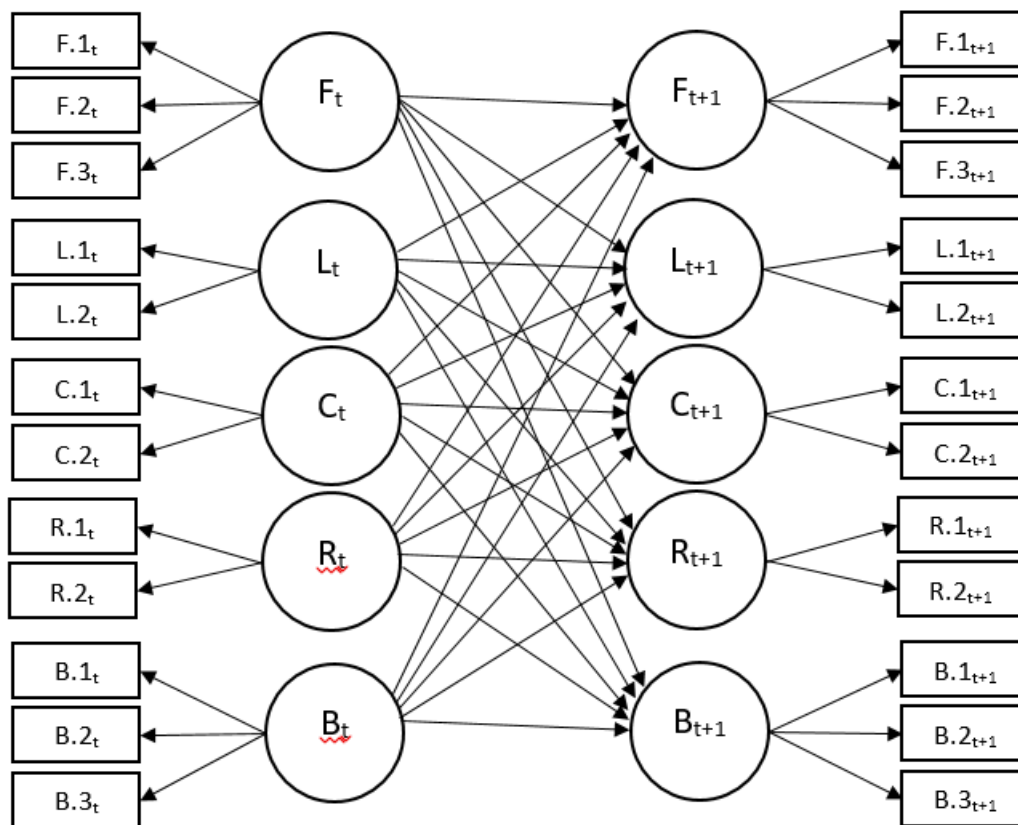 F.1t
F.2t
F.3t
L.1t
L.2t
C.1t
C.2t
R.1t
R.2t
B.1t
B.2t
B.3t
Ft
Lt
Ct
Rt
Bt
Ft+1
Lt+1
Ct+1
Rt+1
Bt+1
F.1t+1
F.2t+1
F.3t+1
L.1t+1
L.2t+1
C.1t+1
C.2t+1
R.1t+1
R.2t+1
B.1t+1
B.2t+1
B.3t+1